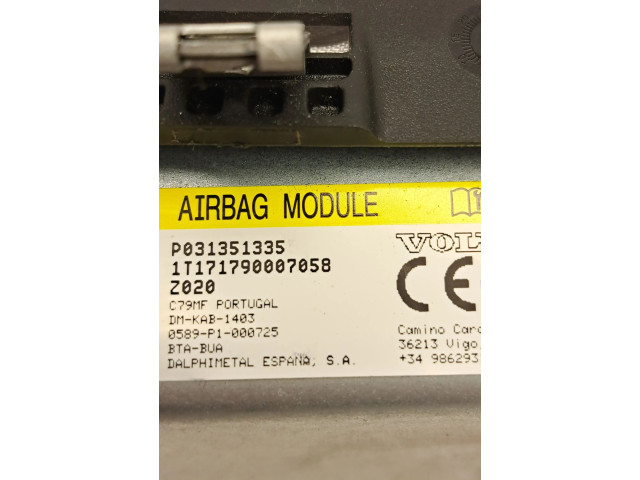 AIRBAG MODULE
P031351335
1T171790007058
Z020
C79MF PORTUGAL
DM-KAB-1403
0589-P1-000725
BTA-BUA
DALPHIMETAL ESPAÑA, S.A.
CE
Camino
36213 Vigo
+34 986293